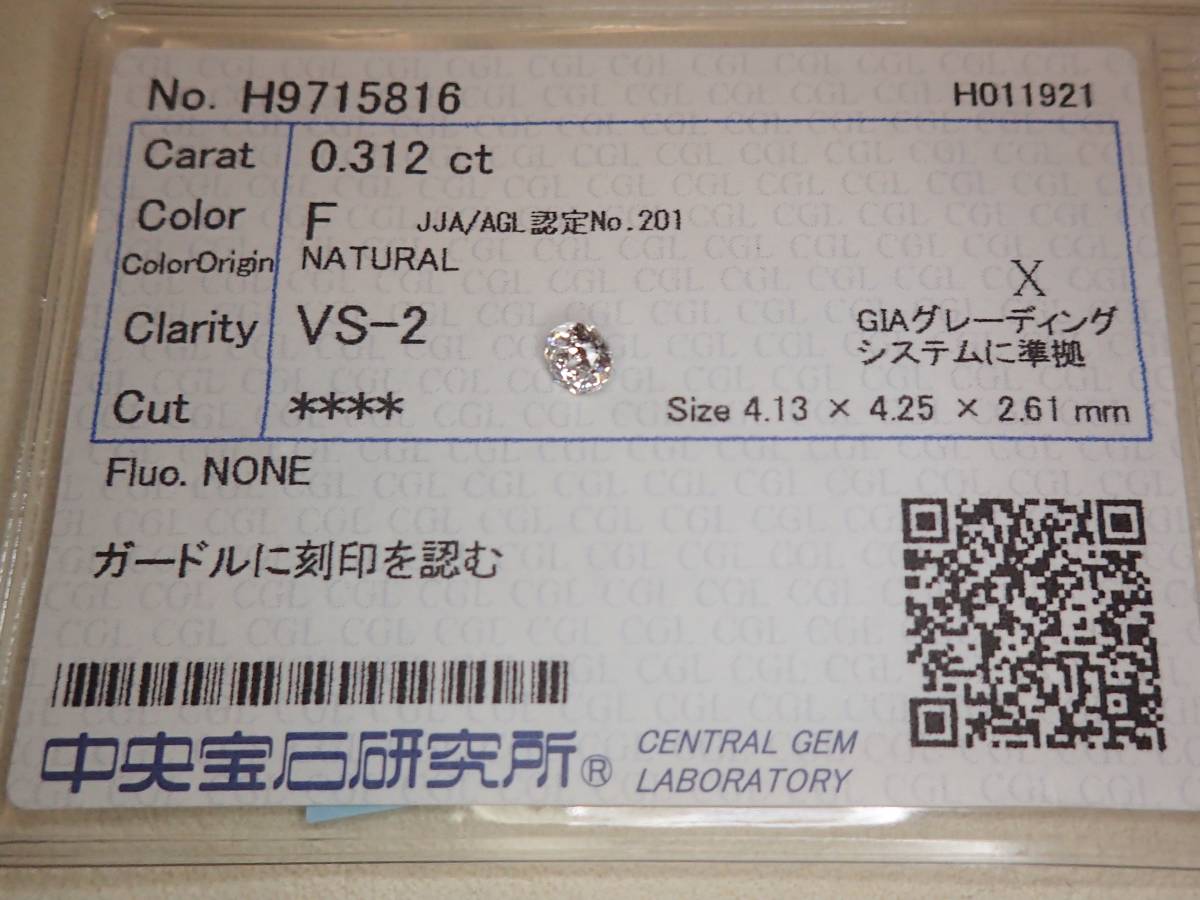 No. H9715816 H011921
Carat 0.312 ct
Color F JJA/AGL認定No.201
ColorOrigin NATURAL
X
Clarity VS-2 GIAグレーディング
システムに準拠
Cut **** Size 4.13 × 4.25 × 2.61 mm
Fluo. NONE
ガードルに刻印を認む
中央宝石研究所® CENTRAL GEM
LABORATORY